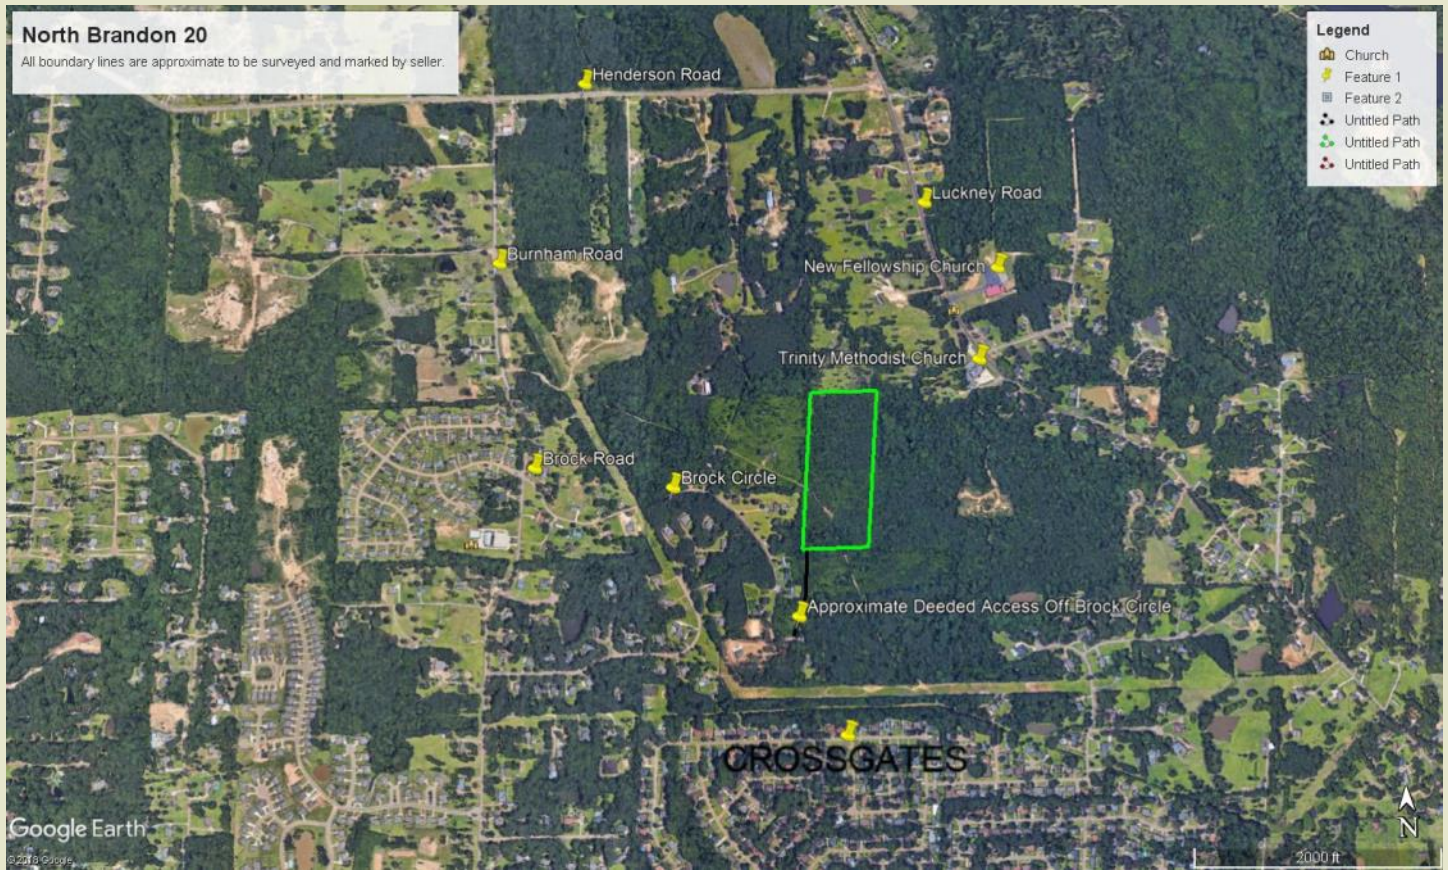 North Brandon 20
All boundary lines are approximate to be surveyed and marked by seller.
Legend
Church
Feature 1
Feature 2
Untitled Path
Untitled Path
Untitled Path
Henderson Road
Luckney Road
Burnham Road
New Fellowship Church
Trinity Methodist Church
Brock Road
Brock Circle
Approximate Deeded Access Off Brock Circle
CROSSGATES
Google Earth
N
© 2018 Google
2000 ft